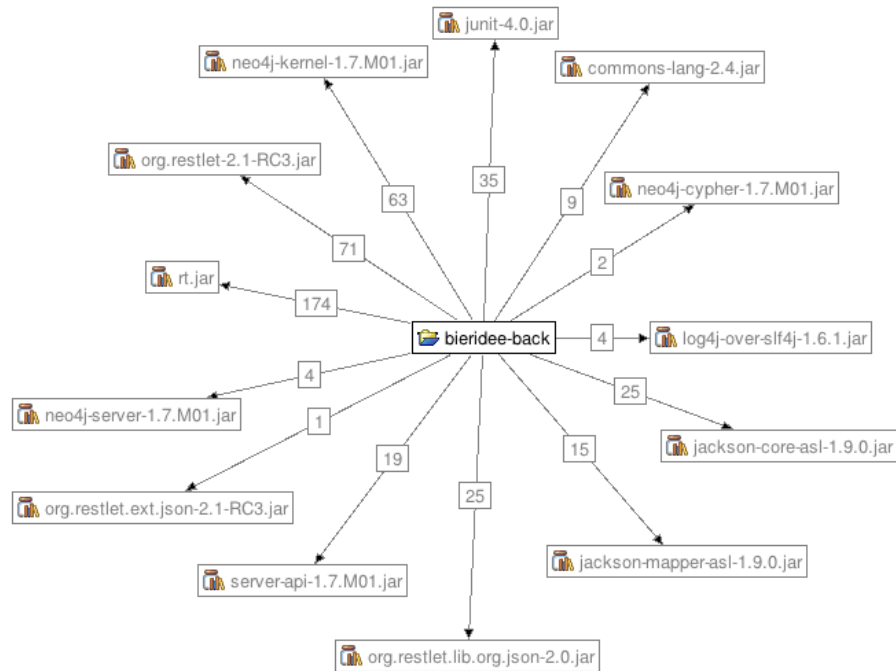 junit-4.0.jar
neo4j-kernel-1.7.M01.jar
commons-lang-2.4.jar
org.restlet-2.1-RC3.jar
35
63
9
neo4j-cypher-1.7.M01.jar
71
2
rt.jar
174
bieridee-back
4
log4j-over-slf4j-1.6.1.jar
4
25
neo4j-server-1.7.M01.jar
1
19
15
jackson-core-asl-1.9.0.jar
25
org.restlet.ext.json-2.1-RC3.jar
server-api-1.7.M01.jar
jackson-mapper-asl-1.9.0.jar
org.restlet.lib.org.json-2.0.jar